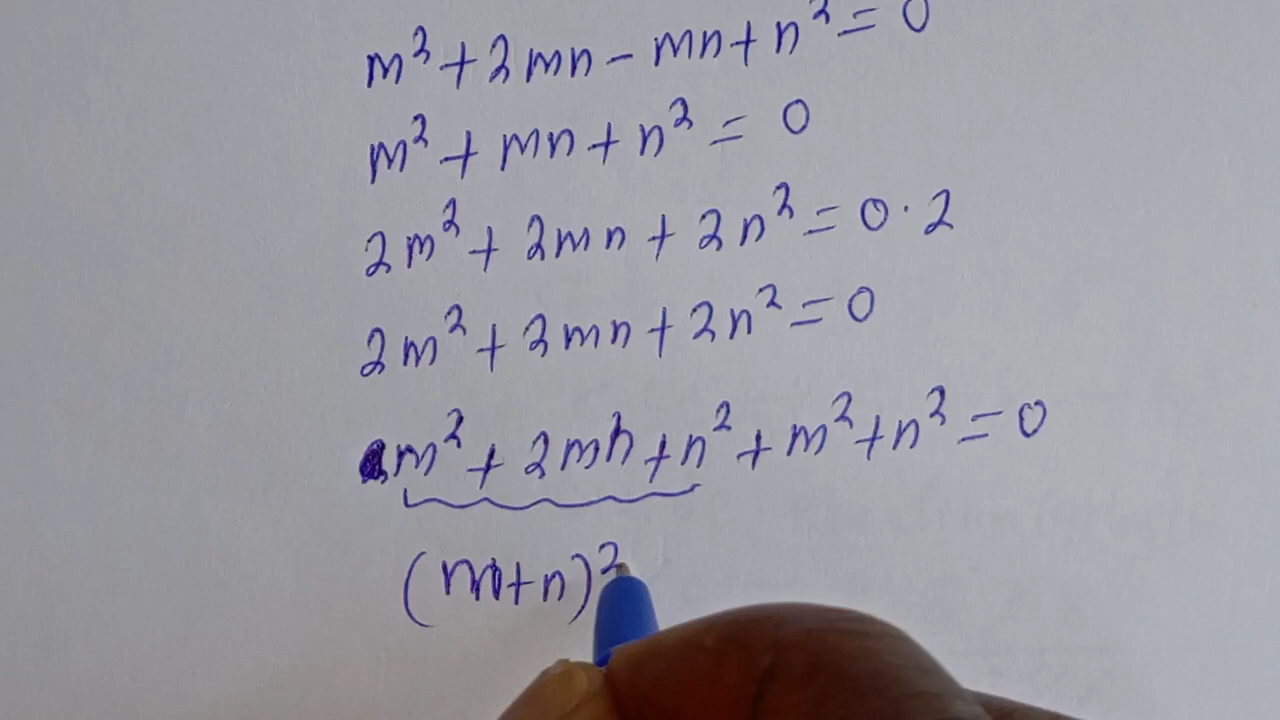 m² + 2mn - mn + n² = 0
m² + mn + n² = 0
2m² + 2mn + 2n² = 0 · 2
2m² + 2mn + 2n² = 0
m² + 2mn + n² + m² + n² = 0
(m+n)²